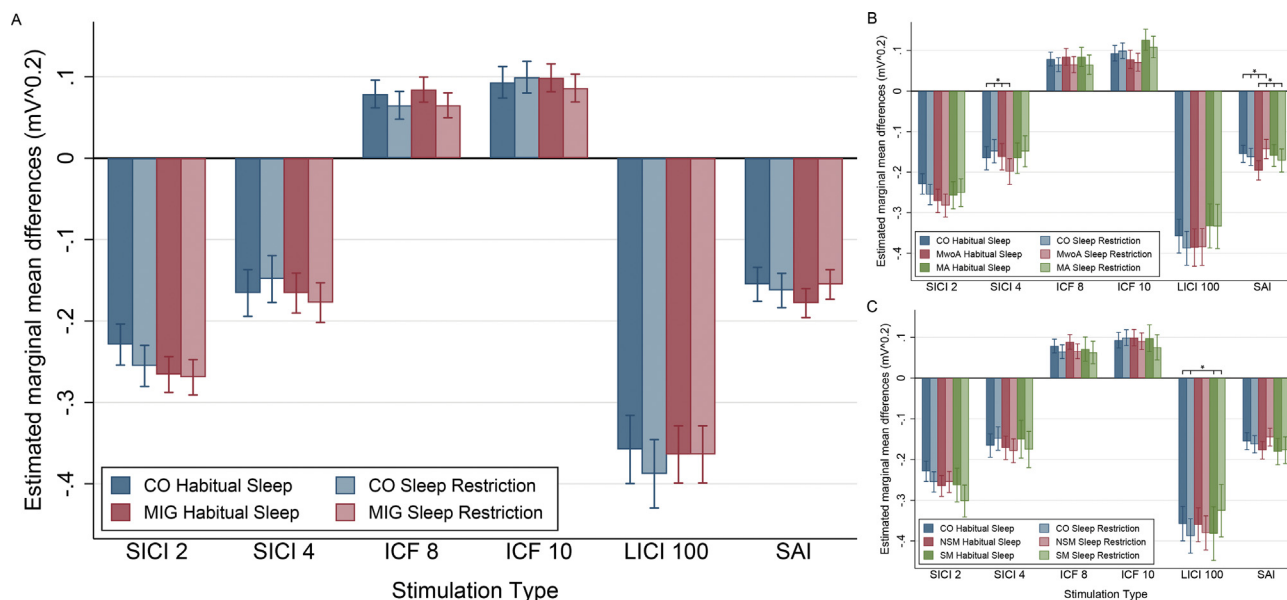 A
Estimated marginal mean dfferences (mV^0.2)
.1
0
-.1
-.2
-.3
-.4
CO Habitual Sleep
CO Sleep Restriction
MIG Habitual Sleep
MIG Sleep Restriction
SICI 2
SICI 4
ICF 8
ICF 10
LICI 100
SAI
Stimulation Type
B
Estimated marginal mean dfferences (mV^0.2)
.1
0
-.1
-.2
-.3
-.4
*
*
*
CO Habitual Sleep
CO Sleep Restriction
MwoA Habitual Sleep
MwoA Sleep Restriction
MA Habitual Sleep
MA Sleep Restriction
SICI 2
SICI 4
ICF 8
ICF 10
LICI 100
SAI
C
Estimated marginal mean dfferences (mV^0.2)
.1
0
-.1
-.2
-.3
-.4
*
CO Habitual Sleep
CO Sleep Restriction
NSM Habitual Sleep
NSM Sleep Restriction
SM Habitual Sleep
SM Sleep Restriction
SICI 2
SICI 4
ICF 8
ICF 10
LICI 100
SAI
Stimulation Type